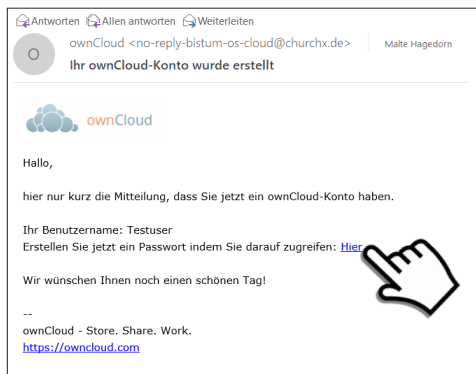 Antworten Allen antworten Weiterleiten
ownCloud <no-reply-bistum-os-cloud@churchx.de> Malte Hagedorn
O
Ihr ownCloud-Konto wurde erstellt
ownCloud
Hallo,
hier nur kurz die Mitteilung, dass Sie jetzt ein ownCloud-Konto haben.
Ihr Benutzername: Testuser
Erstellen Sie jetzt ein Passwort indem Sie darauf zugreifen: Hier
Wir wünschen Ihnen noch einen schönen Tag!
--
ownCloud - Store. Share. Work.
https://owncloud.com